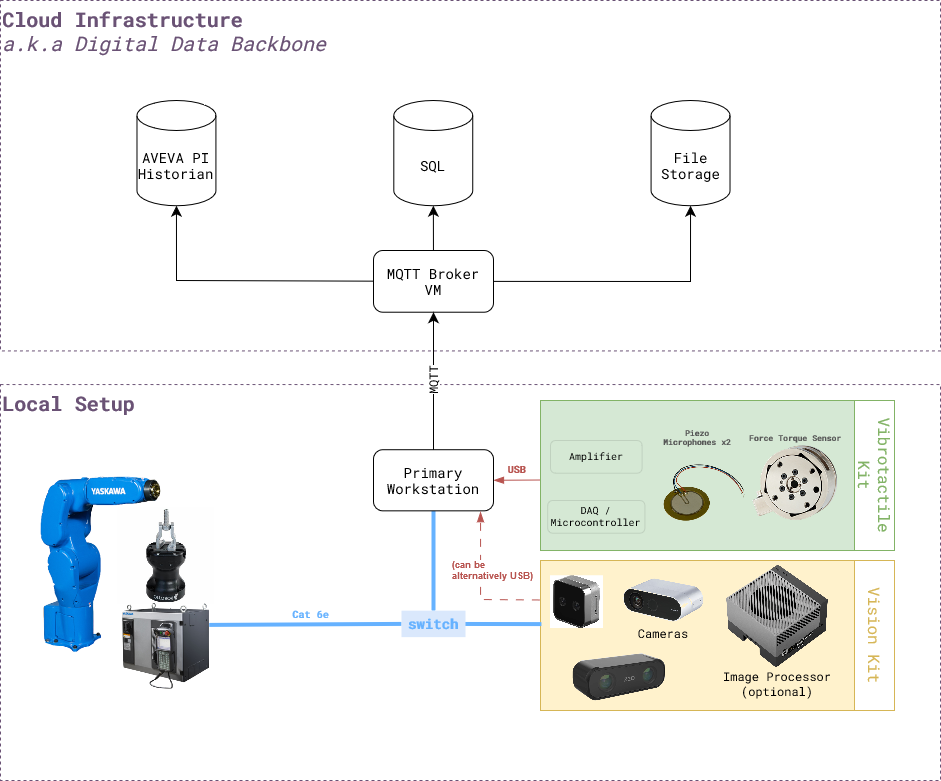 Cloud Infrastructure
a.k.a Digital Data Backbone
AVEVA PI
Historian
SQL
File
Storage
MQTT Broker
VM
MQTT
Local Setup
Primary
Workstation
USB
Piezo
Microphones x2
Force Torque Sensor
Amplifier
DAQ /
Microcontroller
Vibrotactile
Kit
YASKAWA
(can be
alternatively USB)
Cat 6e
switch
Cameras
Image Processor
(optional)
Vision Kit